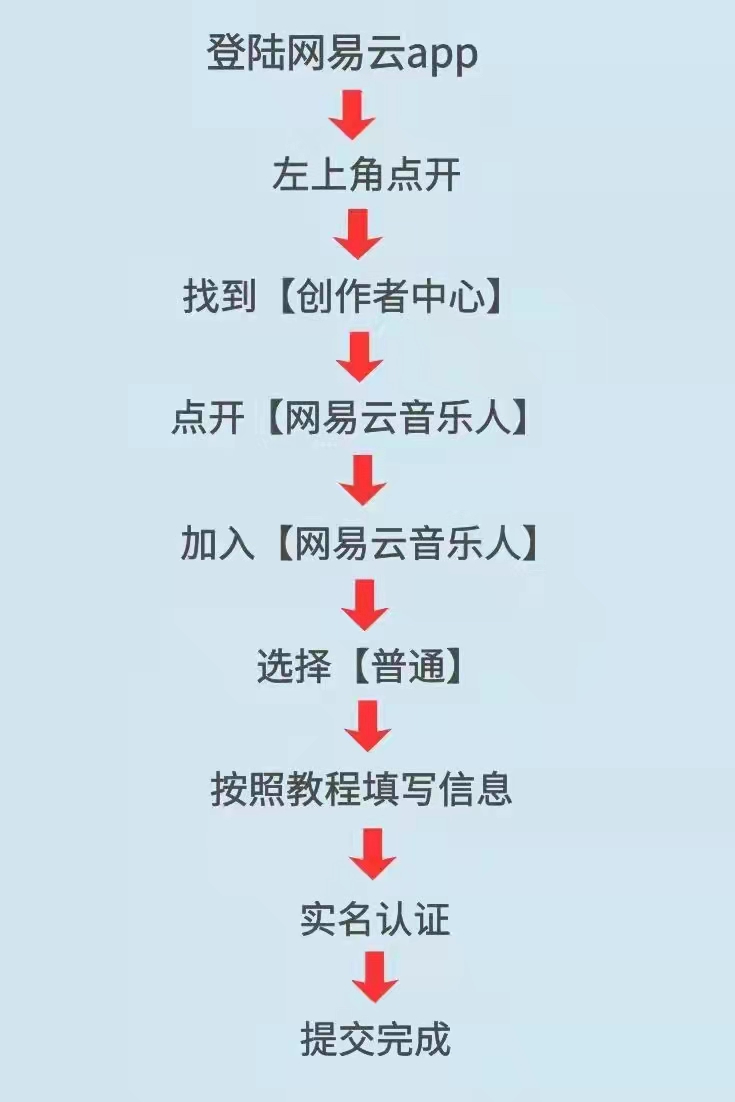 登陆网易云app
左上角点开
找到【创作者中心】
点开【网易云音乐人】
加入【网易云音乐人】
选择【普通】
按照教程填写信息
实名认证
提交完成